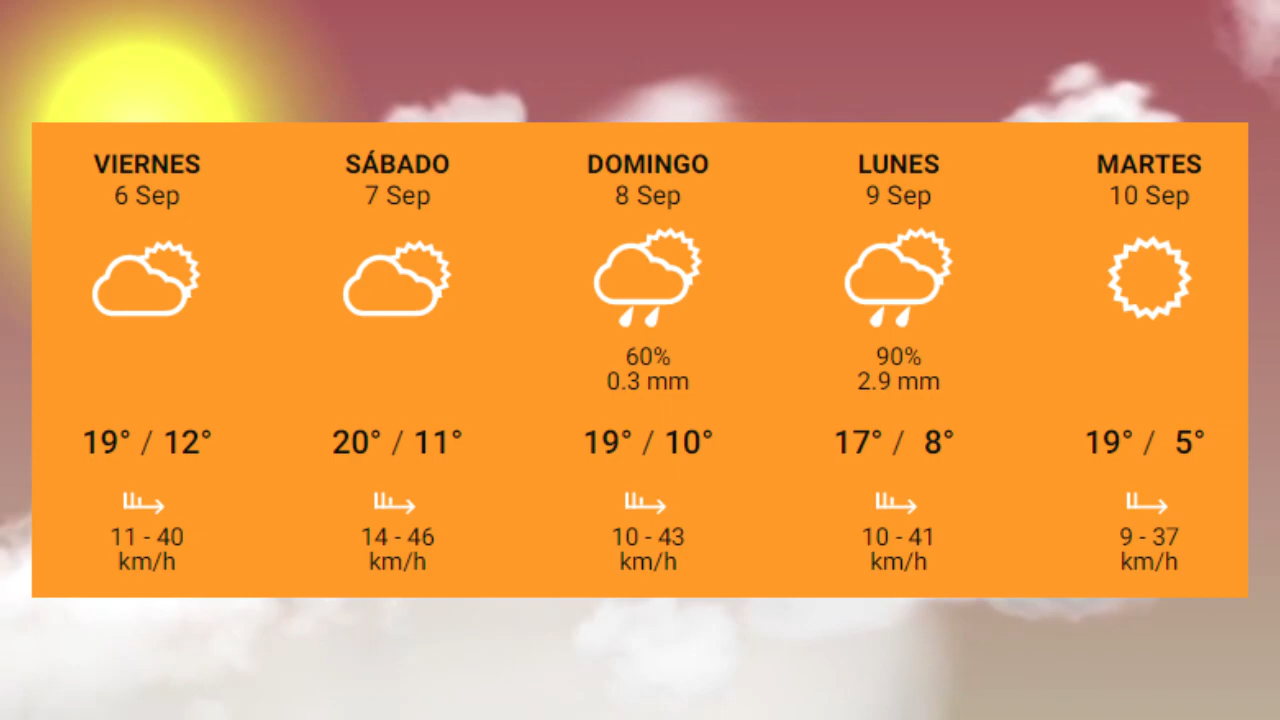 VIERNES
6 Sep
19° / 12°
11 - 40
km/h
SÁBADO
7 Sep
20° / 11°
14 - 46
km/h
DOMINGO
8 Sep
60%
0.3 mm
19° / 10°
10 - 43
km/h
LUNES
9 Sep
90%
2.9 mm
17° / 8°
10 - 41
km/h
MARTES
10 Sep
19° / 5°
9 - 37
km/h